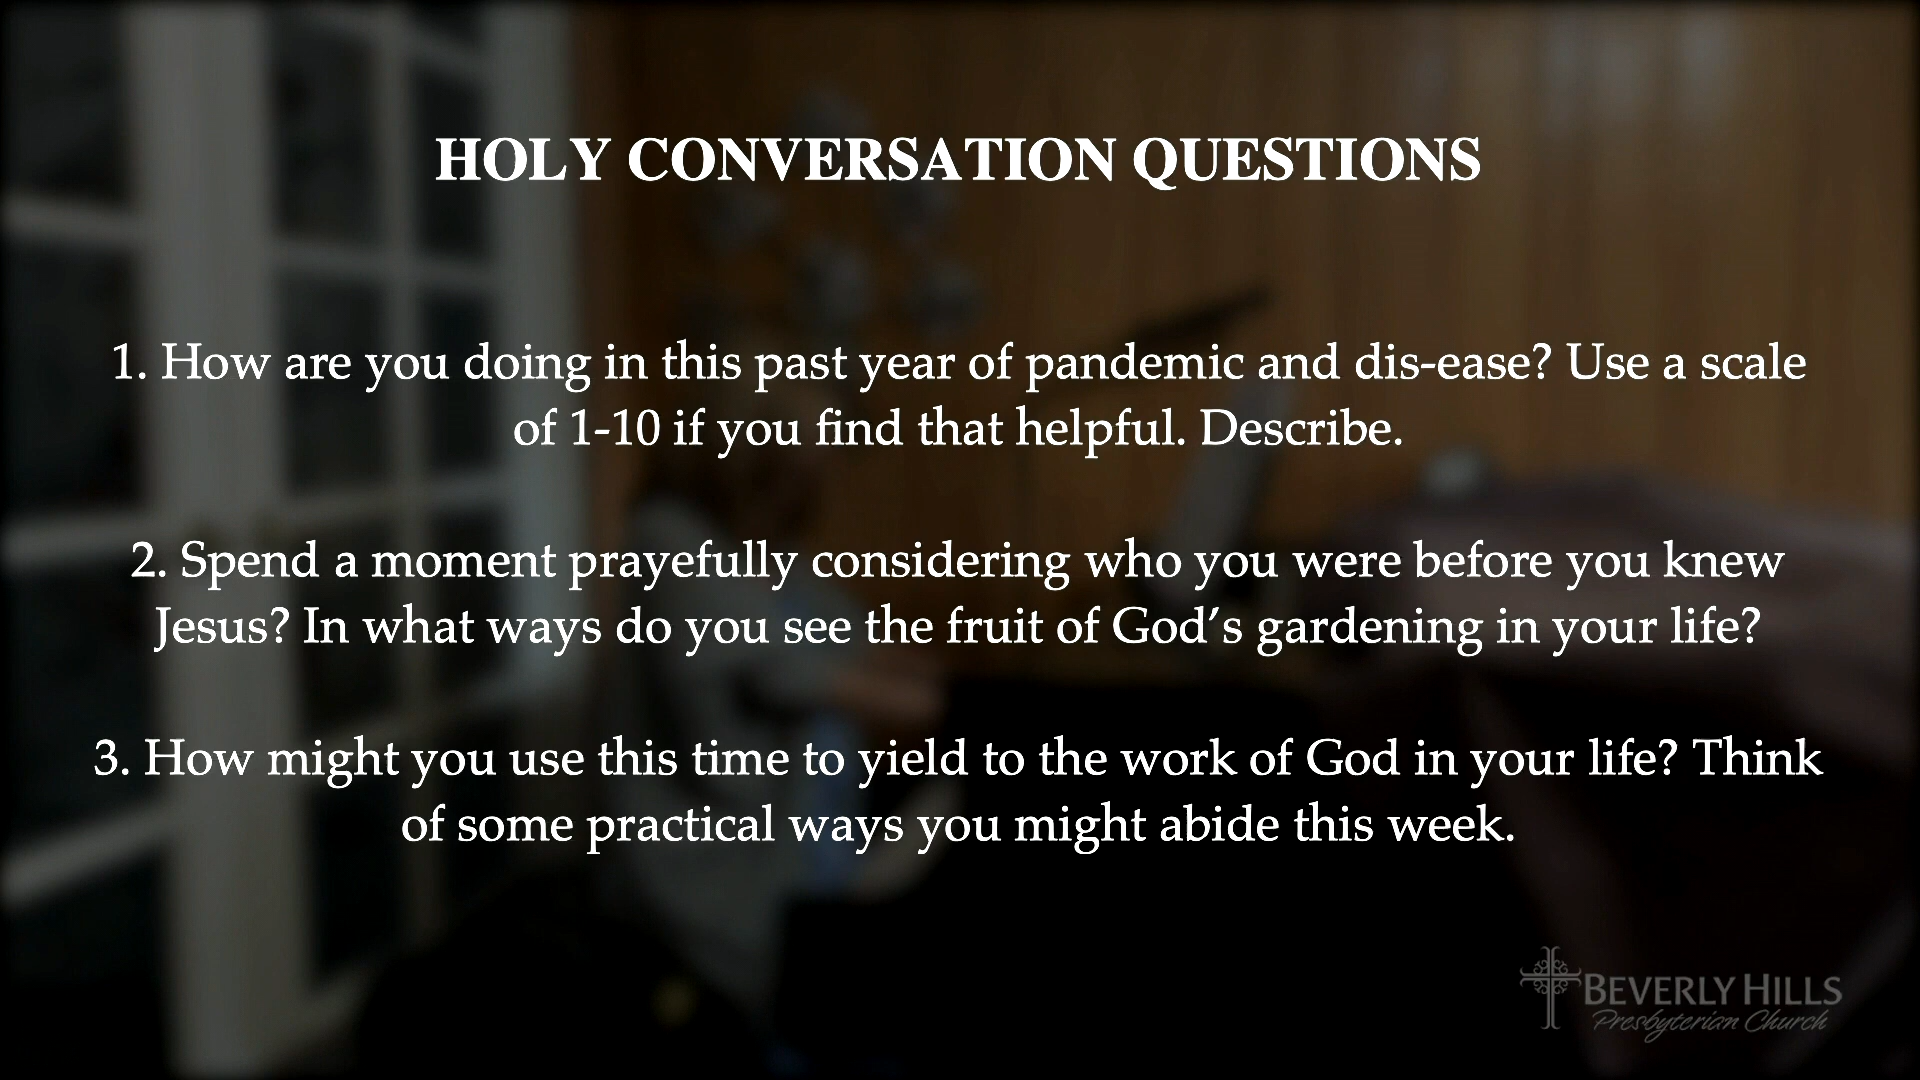 HOLY CONVERSATION QUESTIONS
1. How are you doing in this past year of pandemic and dis-ease? Use a scale
of 1-10 if you find that helpful. Describe.
2. Spend a moment prayefully considering who you were before you knew
Jesus? In what ways do you see the fruit of God’s gardening in your life?
3. How might you use this time to yield to the work of God in your life? Think
of some practical ways you might abide this week.
BEVERLY HILLS
Presbyterian Church